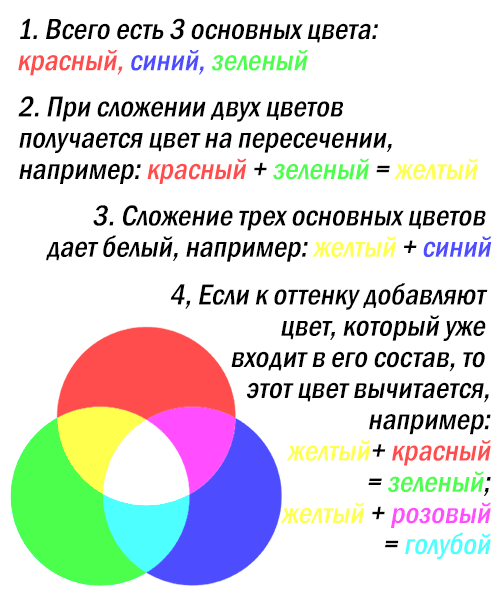 1. Всего есть 3 основных цвета:
красный, синий, зеленый
2. При сложении двух цветов
получается цвет на пересечении,
например: красный + зеленый = желтый
3. Сложение трех основных цветов
дает белый, например: желтый + синий
4, Если к оттенку добавляют
цвет, который уже
входит в его состав, то
этот цвет вычитается,
например:
желтый+ красный
= зеленый;
желтый + розовый
= голубой